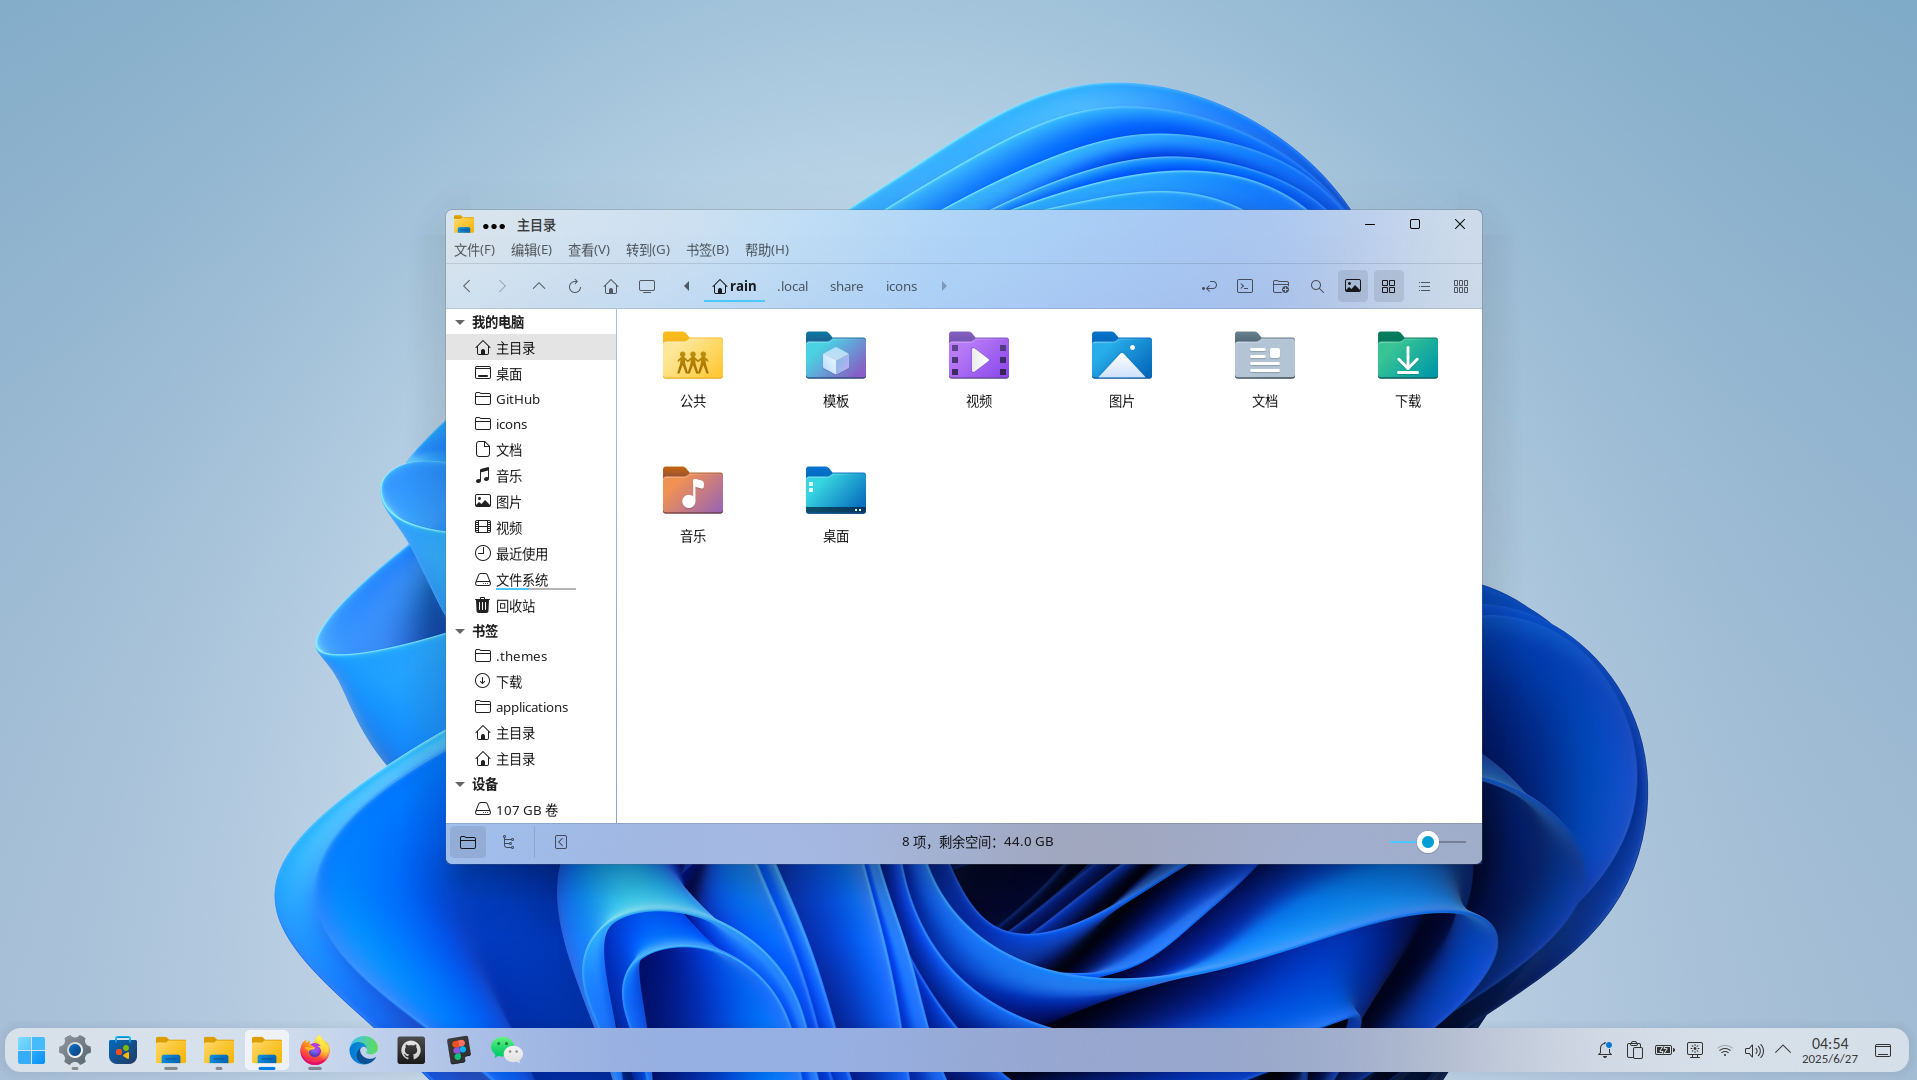 主目录
文件(F) 编辑(E) 查看(V) 转到(G) 书签(B) 帮助(H)
rain .local share icons
我的电脑
主目录
桌面
GitHub
icons
文档
音乐
图片
视频
最近使用
文件系统
回收站
书签
.themes
下载
applications
主目录
主目录
设备
107 GB 卷
公共 模板 视频 图片 文档 下载
音乐 桌面
8 项，剩余空间：44.0 GB
04:54
2025/6/27